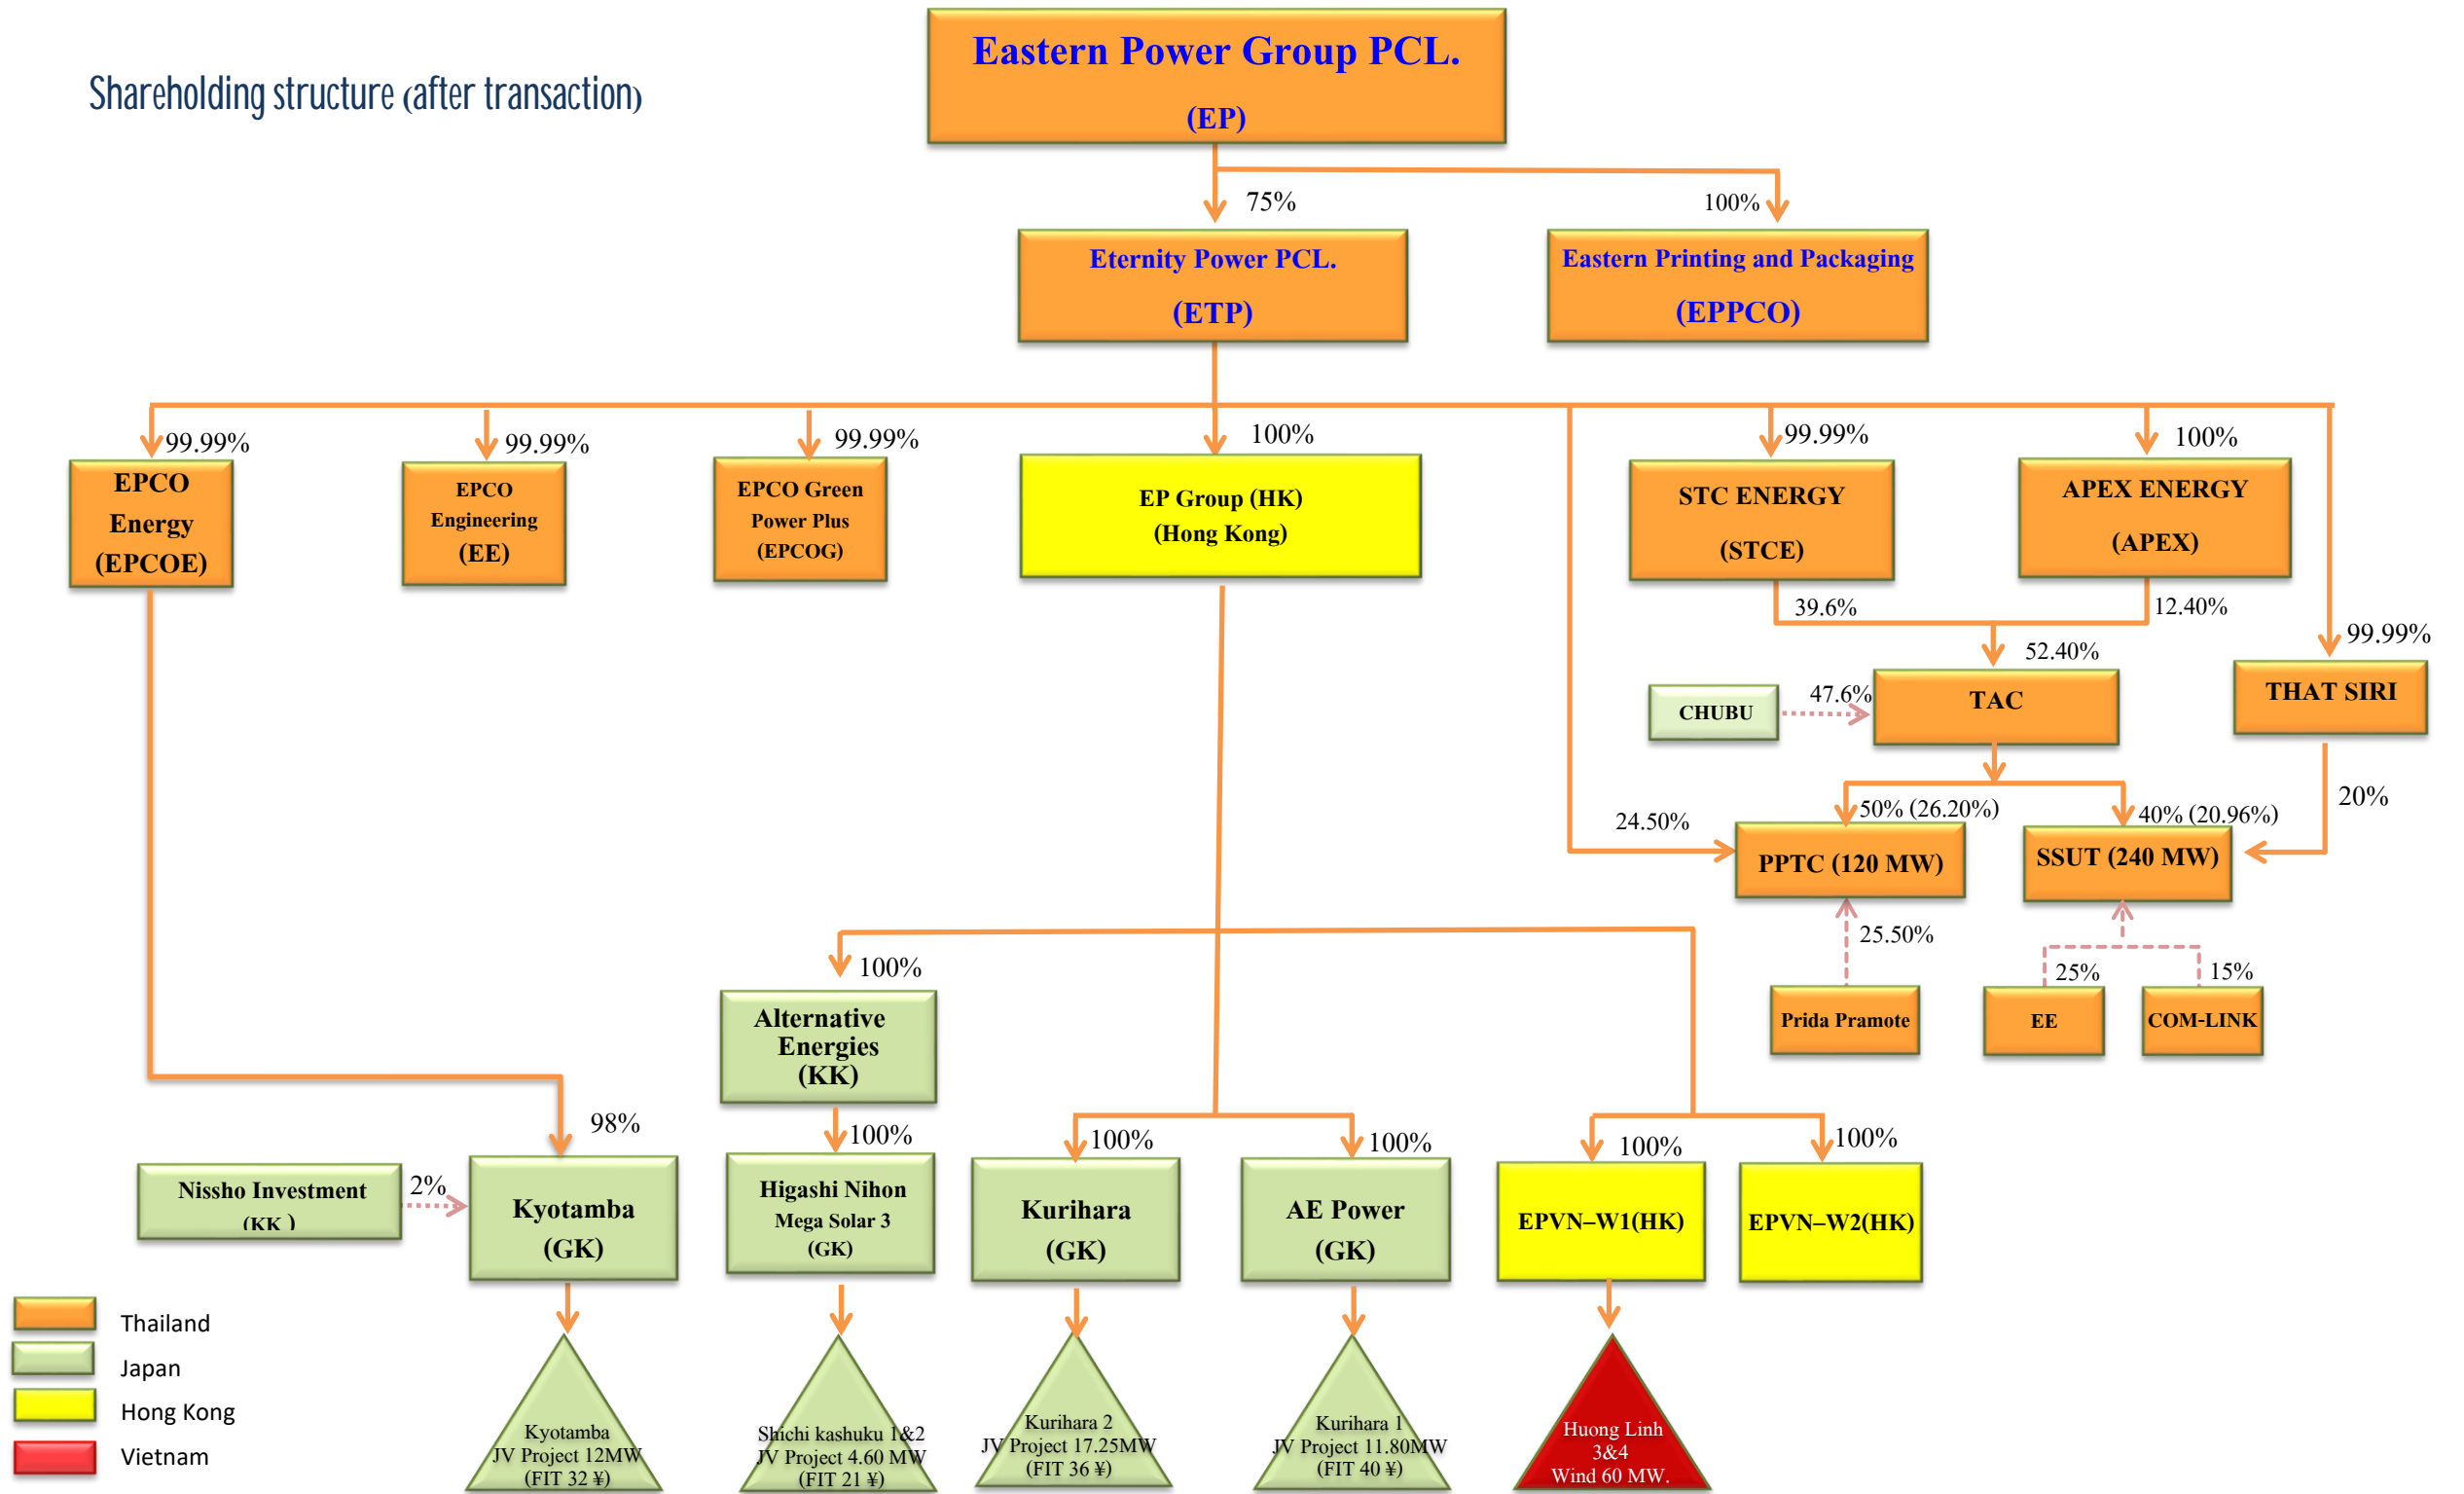 Eastern Power Group PCL.
(EP)
Shareholding structure (after transaction)
75%
100%
Eternity Power PCL.
(ETP)
Eastern Printing and Packaging
(EPPCO)
99.99%
99.99%
99.99%
100%
99.99%
100%
EPCO
Energy
(EPCOE)
EPCO
Engineering
(EE)
EPCO Green
Power Plus
(EPCOG)
EP Group (HK)
(Hong Kong)
STC ENERGY
(STCE)
APEX ENERGY
(APEX)
39.6%
12.40%
99.99%
52.40%
CHUBU
47.6%
TAC
THAT SIRI
24.50%
50% (26.20%)
40% (20.96%)
20%
PPTC (120 MW)
SSUT (240 MW)
25.50%
25%
15%
Prida Pramote
EE
COM-LINK
100%
Alternative
Energies
(KK)
98%
100%
100%
100%
100%
100%
Nissho Investment
(KK )
2%
Kyotamba
(GK)
Higashi Nihon
Mega Solar 3
(GK)
Kurihara
(GK)
AE Power
(GK)
EPVN–W1(HK)
EPVN–W2(HK)
Thailand
Japan
Hong Kong
Vietnam
Kyotamba
JV Project 12MW
(FIT 32 ¥)
Shichi kashuku 1&2
JV Project 4.60 MW
(FIT 21 ¥)
Kurihara 2
JV Project 17.25MW
(FIT 36 ¥)
Kurihara 1
JV Project 11.80MW
(FIT 40 ¥)
Huong Linh
3&4
Wind 60 MW.